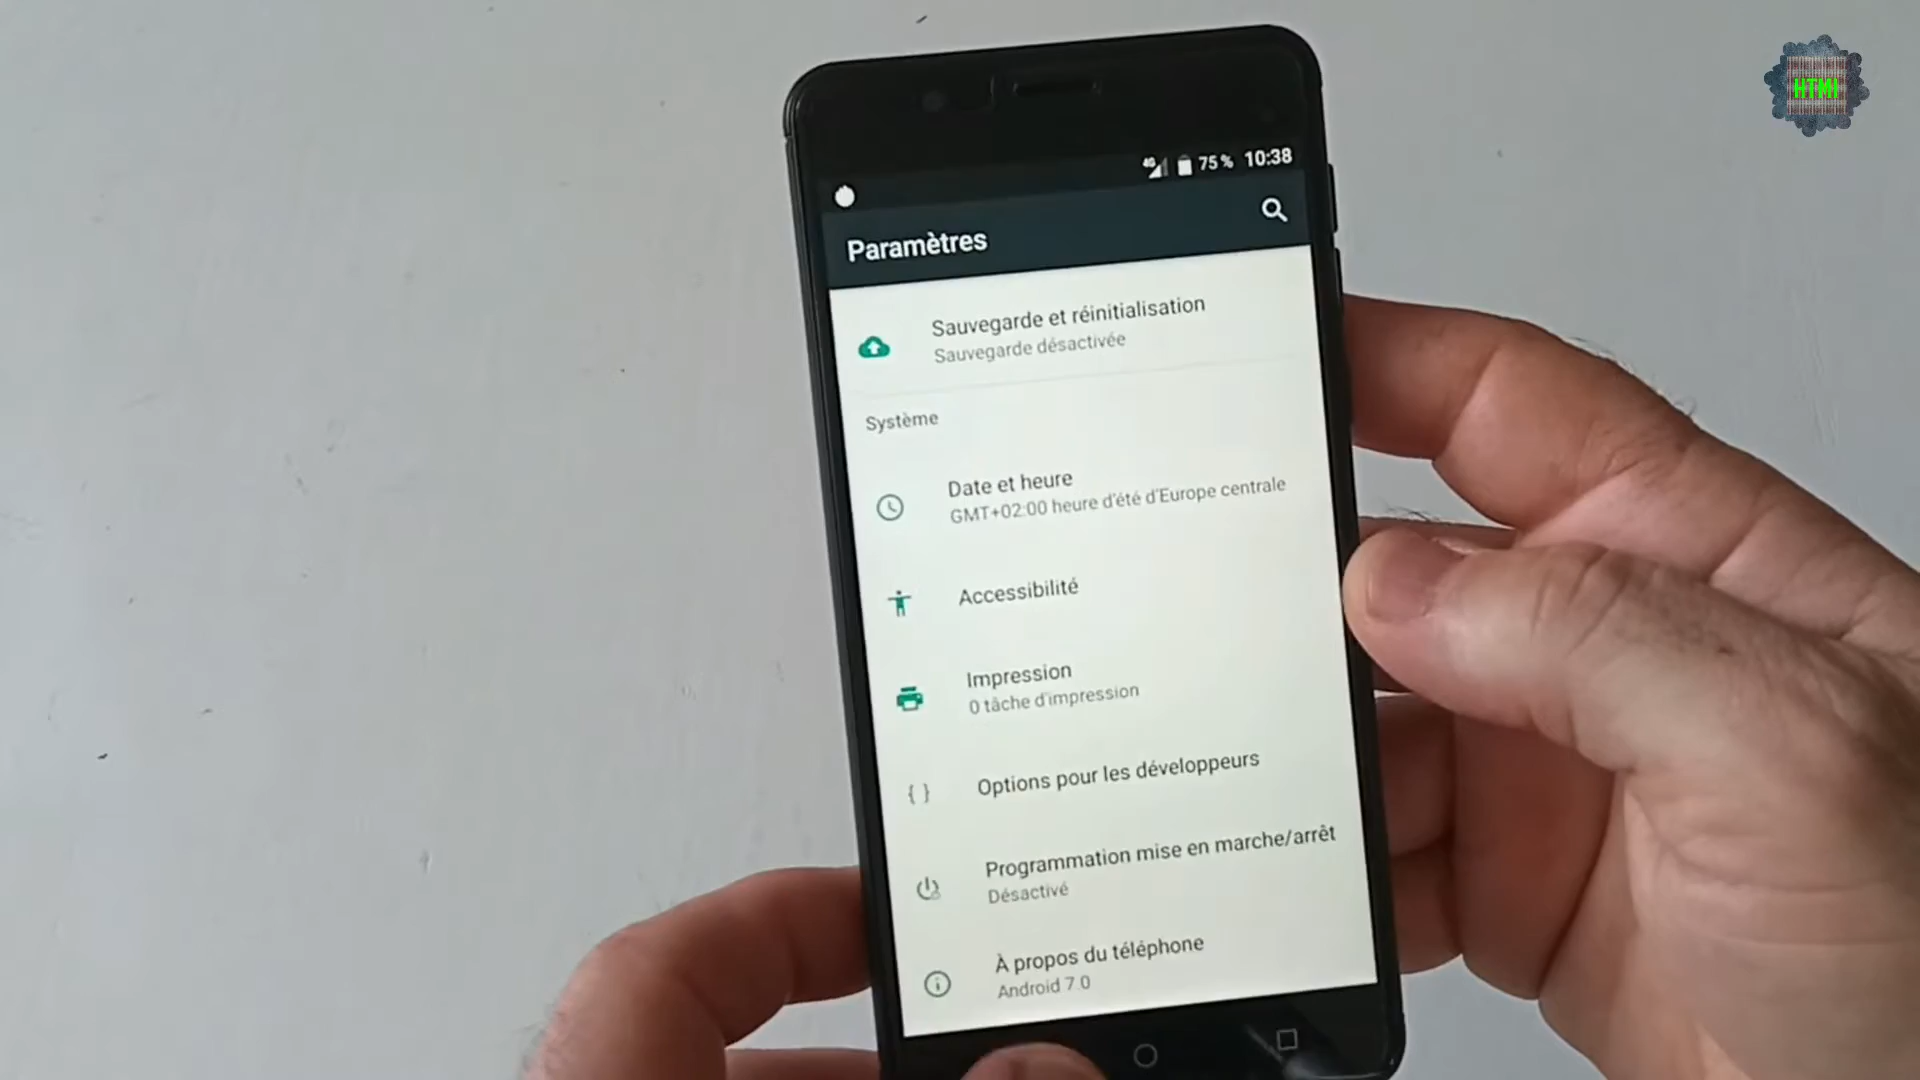 HTMI
4G 75 % 10:38
Paramètres
Sauvegarde et réinitialisation
Sauvegarde désactivée
Système
Date et heure
GMT+02:00 heure d'été d'Europe centrale
Accessibilité
Impression
0 tâche d'impression
{ } Options pour les développeurs
Programmation mise en marche/arrêt
Désactivé
À propos du téléphone
Android 7.0